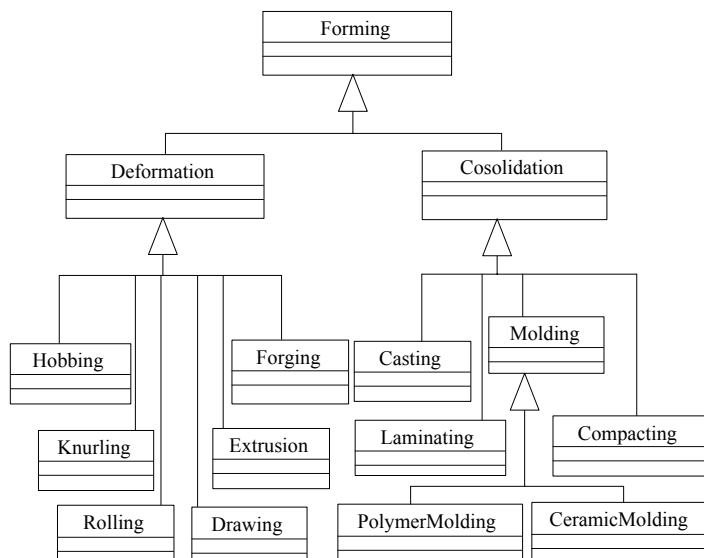 Forming
Deformation
Cosolidation
Hobbing
Forging
Casting
Molding
Knurling
Extrusion
Laminating
Compacting
Rolling
Drawing
PolymerMolding
CeramicMolding